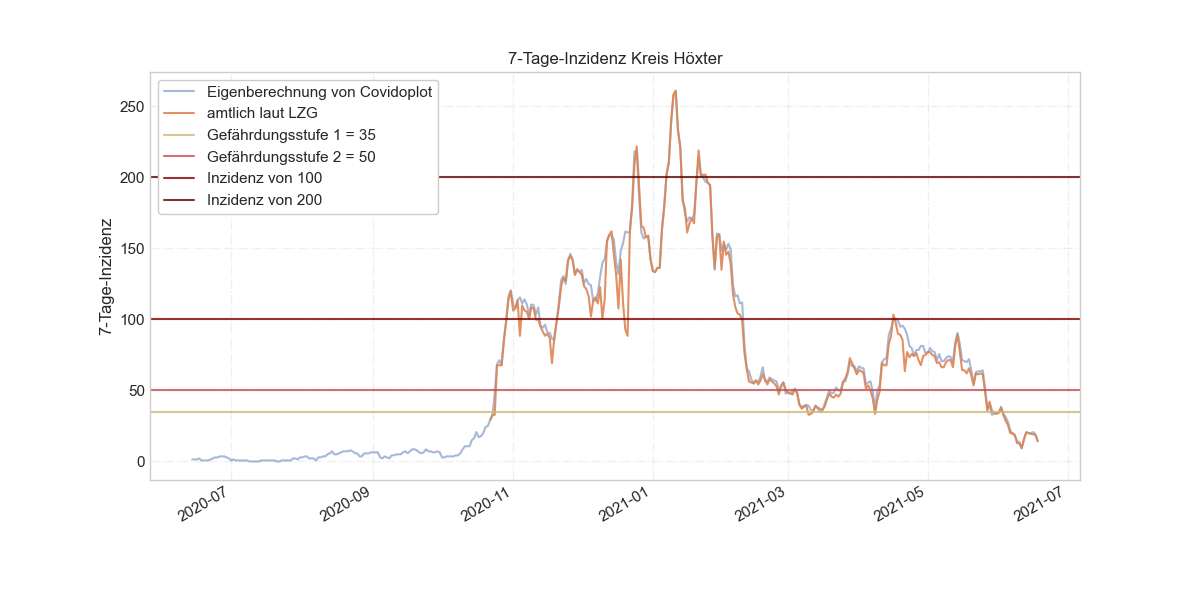 7-Tage-Inzidenz Kreis Höxter
Eigenberechnung von Covidoplot
amtlich laut LZG
Gefährdungsstufe 1 = 35
Gefährdungsstufe 2 = 50
Inzidenz von 100
Inzidenz von 200
7-Tage-Inzidenz
250
200
150
100
50
0
2020-07
2020-09
2020-11
2021-01
2021-03
2021-05
2021-07